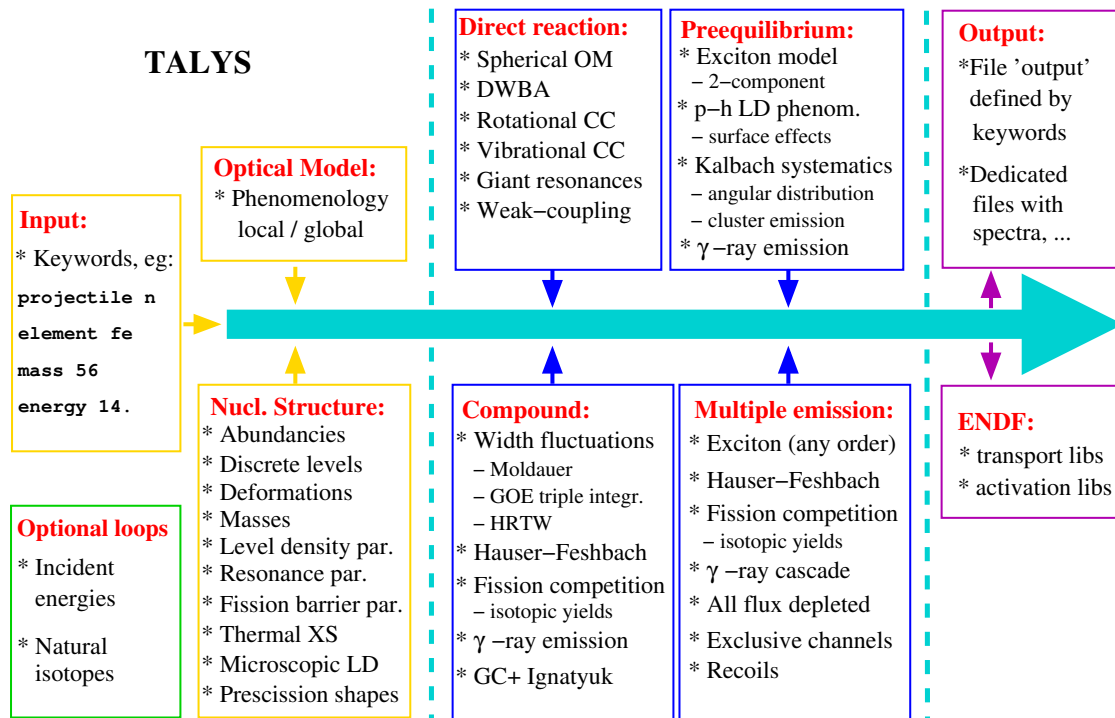 TALYS
Input:
* Keywords, eg:
projectile n
element fe
mass 56
energy 14.
Optional loops
* Incident
energies
* Natural
isotopes
Optical Model:
* Phenomenology
local / global
Nucl. Structure:
* Abundancies
* Discrete levels
* Deformations
* Masses
* Level density par.
* Resonance par.
* Fission barrier par.
* Thermal XS
* Microscopic LD
* Prescission shapes
Direct reaction:
* Spherical OM
* DWBA
* Rotational CC
* Vibrational CC
* Giant resonances
* Weak−coupling
Compound:
* Width fluctuations
− Moldauer
− GOE triple integr.
− HRTW
* Hauser−Feshbach
* Fission competition
− isotopic yields
* γ −ray emission
* GC+ Ignatyuk
Preequilibrium:
* Exciton model
− 2−component
* p−h LD phenom.
− surface effects
* Kalbach systematics
− angular distribution
− cluster emission
* γ −ray emission
Multiple emission:
* Exciton (any order)
* Hauser−Feshbach
* Fission competition
− isotopic yields
* γ −ray cascade
* All flux depleted
* Exclusive channels
* Recoils
Output:
*File ’output’
defined by
keywords
*Dedicated
files with
spectra, ...
ENDF:
* transport libs
* activation libs